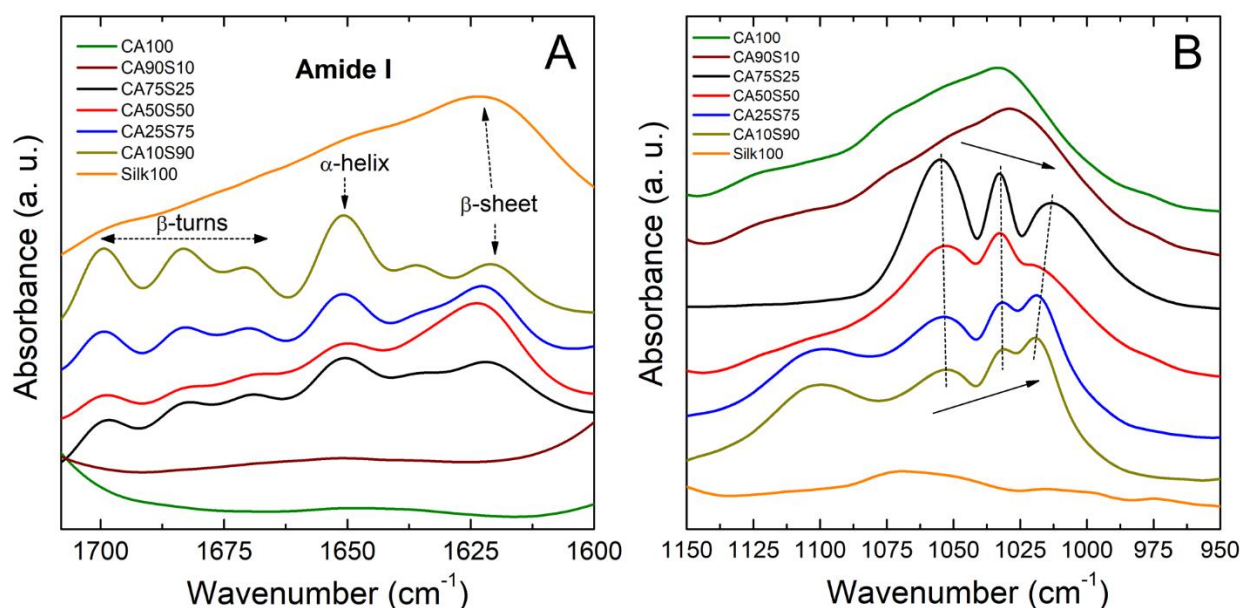 A
CA100
CA90S10
CA75S25
CA50S50
CA25S75
CA10S90
Silk100
Amide I
α-helix
β-sheet
β-turns
Absorbance (a. u.)
1700 1675 1650 1625 1600
Wavenumber (cm⁻¹)
B
CA100
CA90S10
CA75S25
CA50S50
CA25S75
CA10S90
Silk100
Absorbance (a. u.)
1150 1125 1100 1075 1050 1025 1000 975 950
Wavenumber (cm⁻¹)